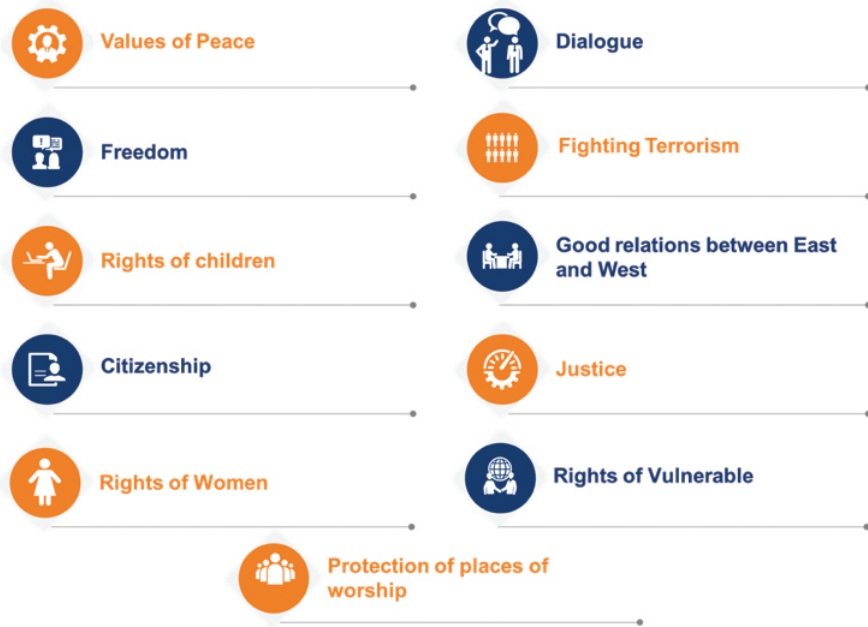 Values of Peace
Dialogue
Freedom
Fighting Terrorism
Rights of children
Good relations between East
and West
Citizenship
Justice
Rights of Women
Rights of Vulnerable
Protection of places of
worship